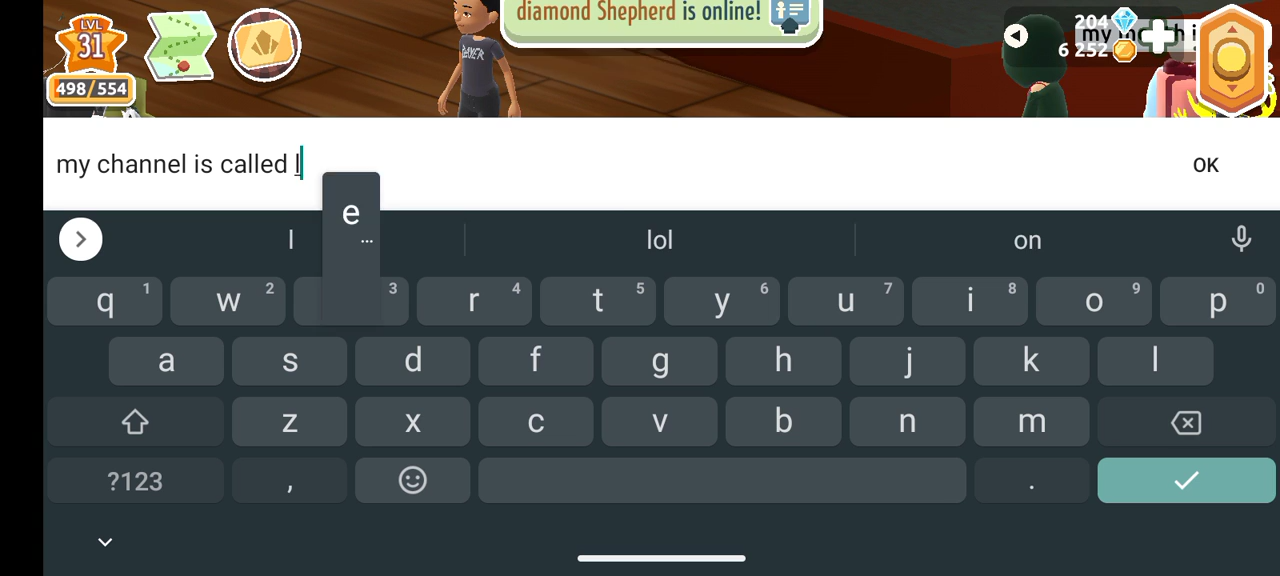 LVL
31
498/554
diamond Shepherd is online!
204
6 252
my channel is called l
OK
e
...
l
lol
on
q 1 w 2 3 r 4 t 5 y 6 u 7 i 8 o 9 p 0
a s d f g h j k l
z x c v b n m
?123 , .